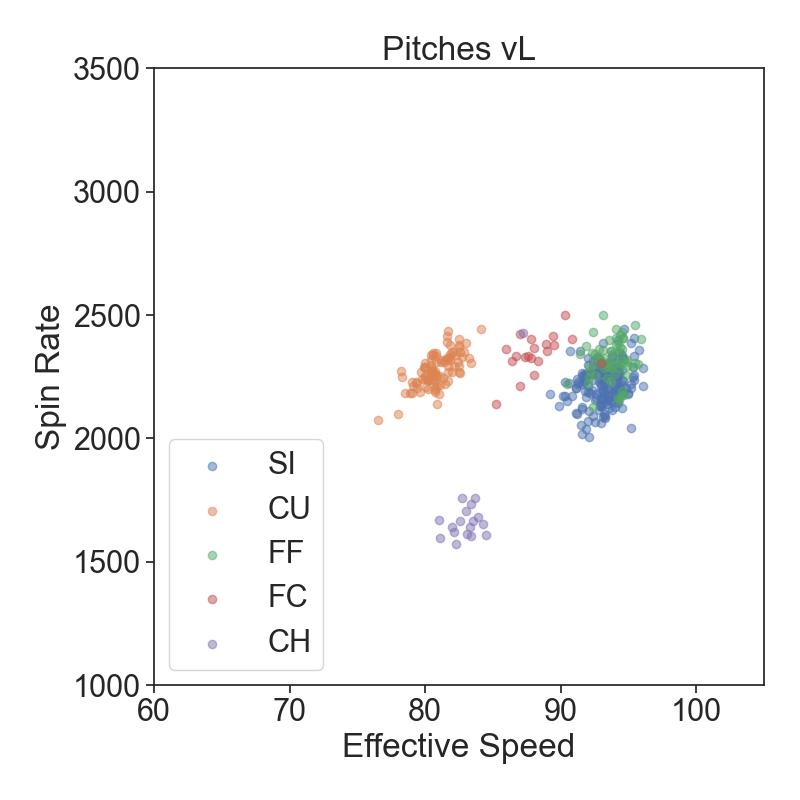 Pitches vL
3500
3000
2500
2000
1500
1000
Spin Rate
SI
CU
FF
FC
CH
60 70 80 90 100
Effective Speed